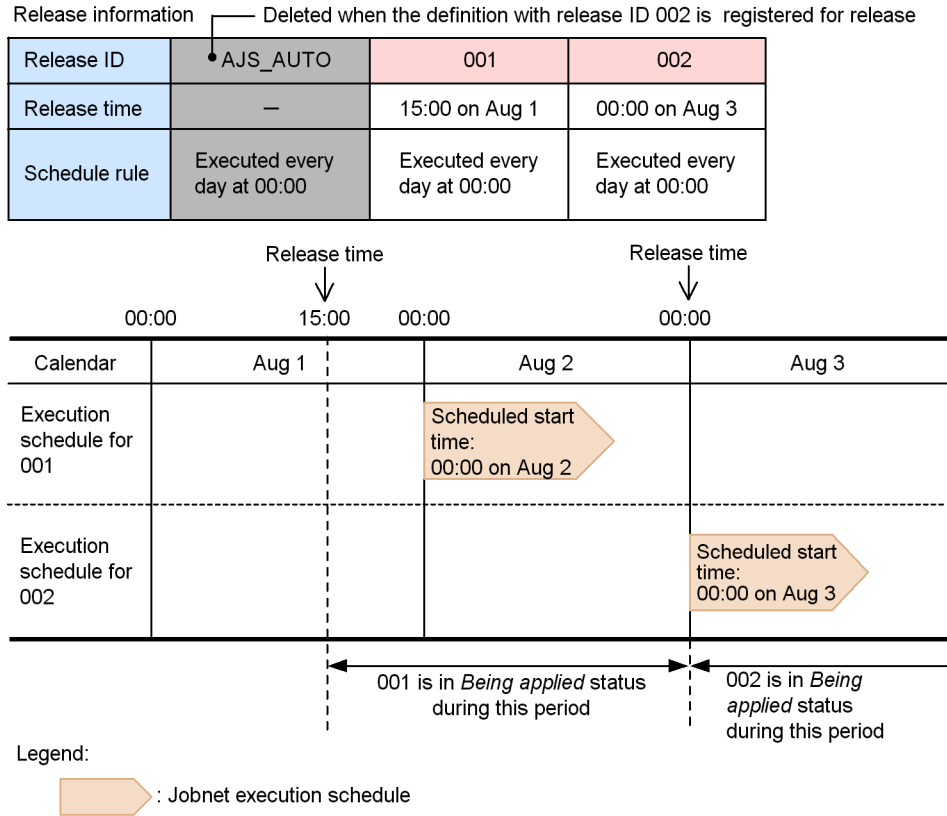 Release information
Deleted when the definition with release ID 002 is registered for release
Release ID
AJS_AUTO
001
002
Release time
—
15:00 on Aug 1
00:00 on Aug 3
Schedule rule
Executed every
day at 00:00
Executed every
day at 00:00
Executed every
day at 00:00
Release time
Release time
00:00
15:00
00:00
00:00
Calendar
Aug 1
Aug 2
Aug 3
Execution
schedule for
001
Scheduled start
time:
00:00 on Aug 2
Execution
schedule for
002
Scheduled start
time:
00:00 on Aug 3
001 is in Being applied status
during this period
002 is in Being
applied status
during this period
Legend:
: Jobnet execution schedule